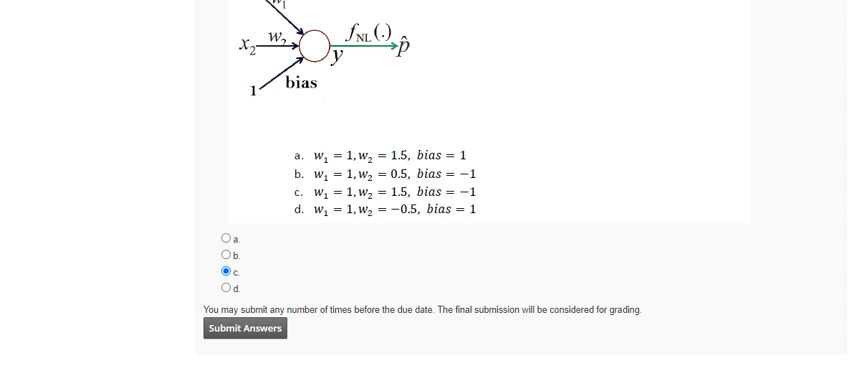 w₁
x₂ w₂ f_NL(.) p̂
y
1 bias
a. w₁ = 1, w₂ = 1.5, bias = 1
b. w₁ = 1, w₂ = 0.5, bias = −1
c. w₁ = 1, w₂ = 1.5, bias = −1
d. w₁ = 1, w₂ = −0.5, bias = 1
a.
b.
c.
d.
You may submit any number of times before the due date. The final submission will be considered for grading.
Submit Answers